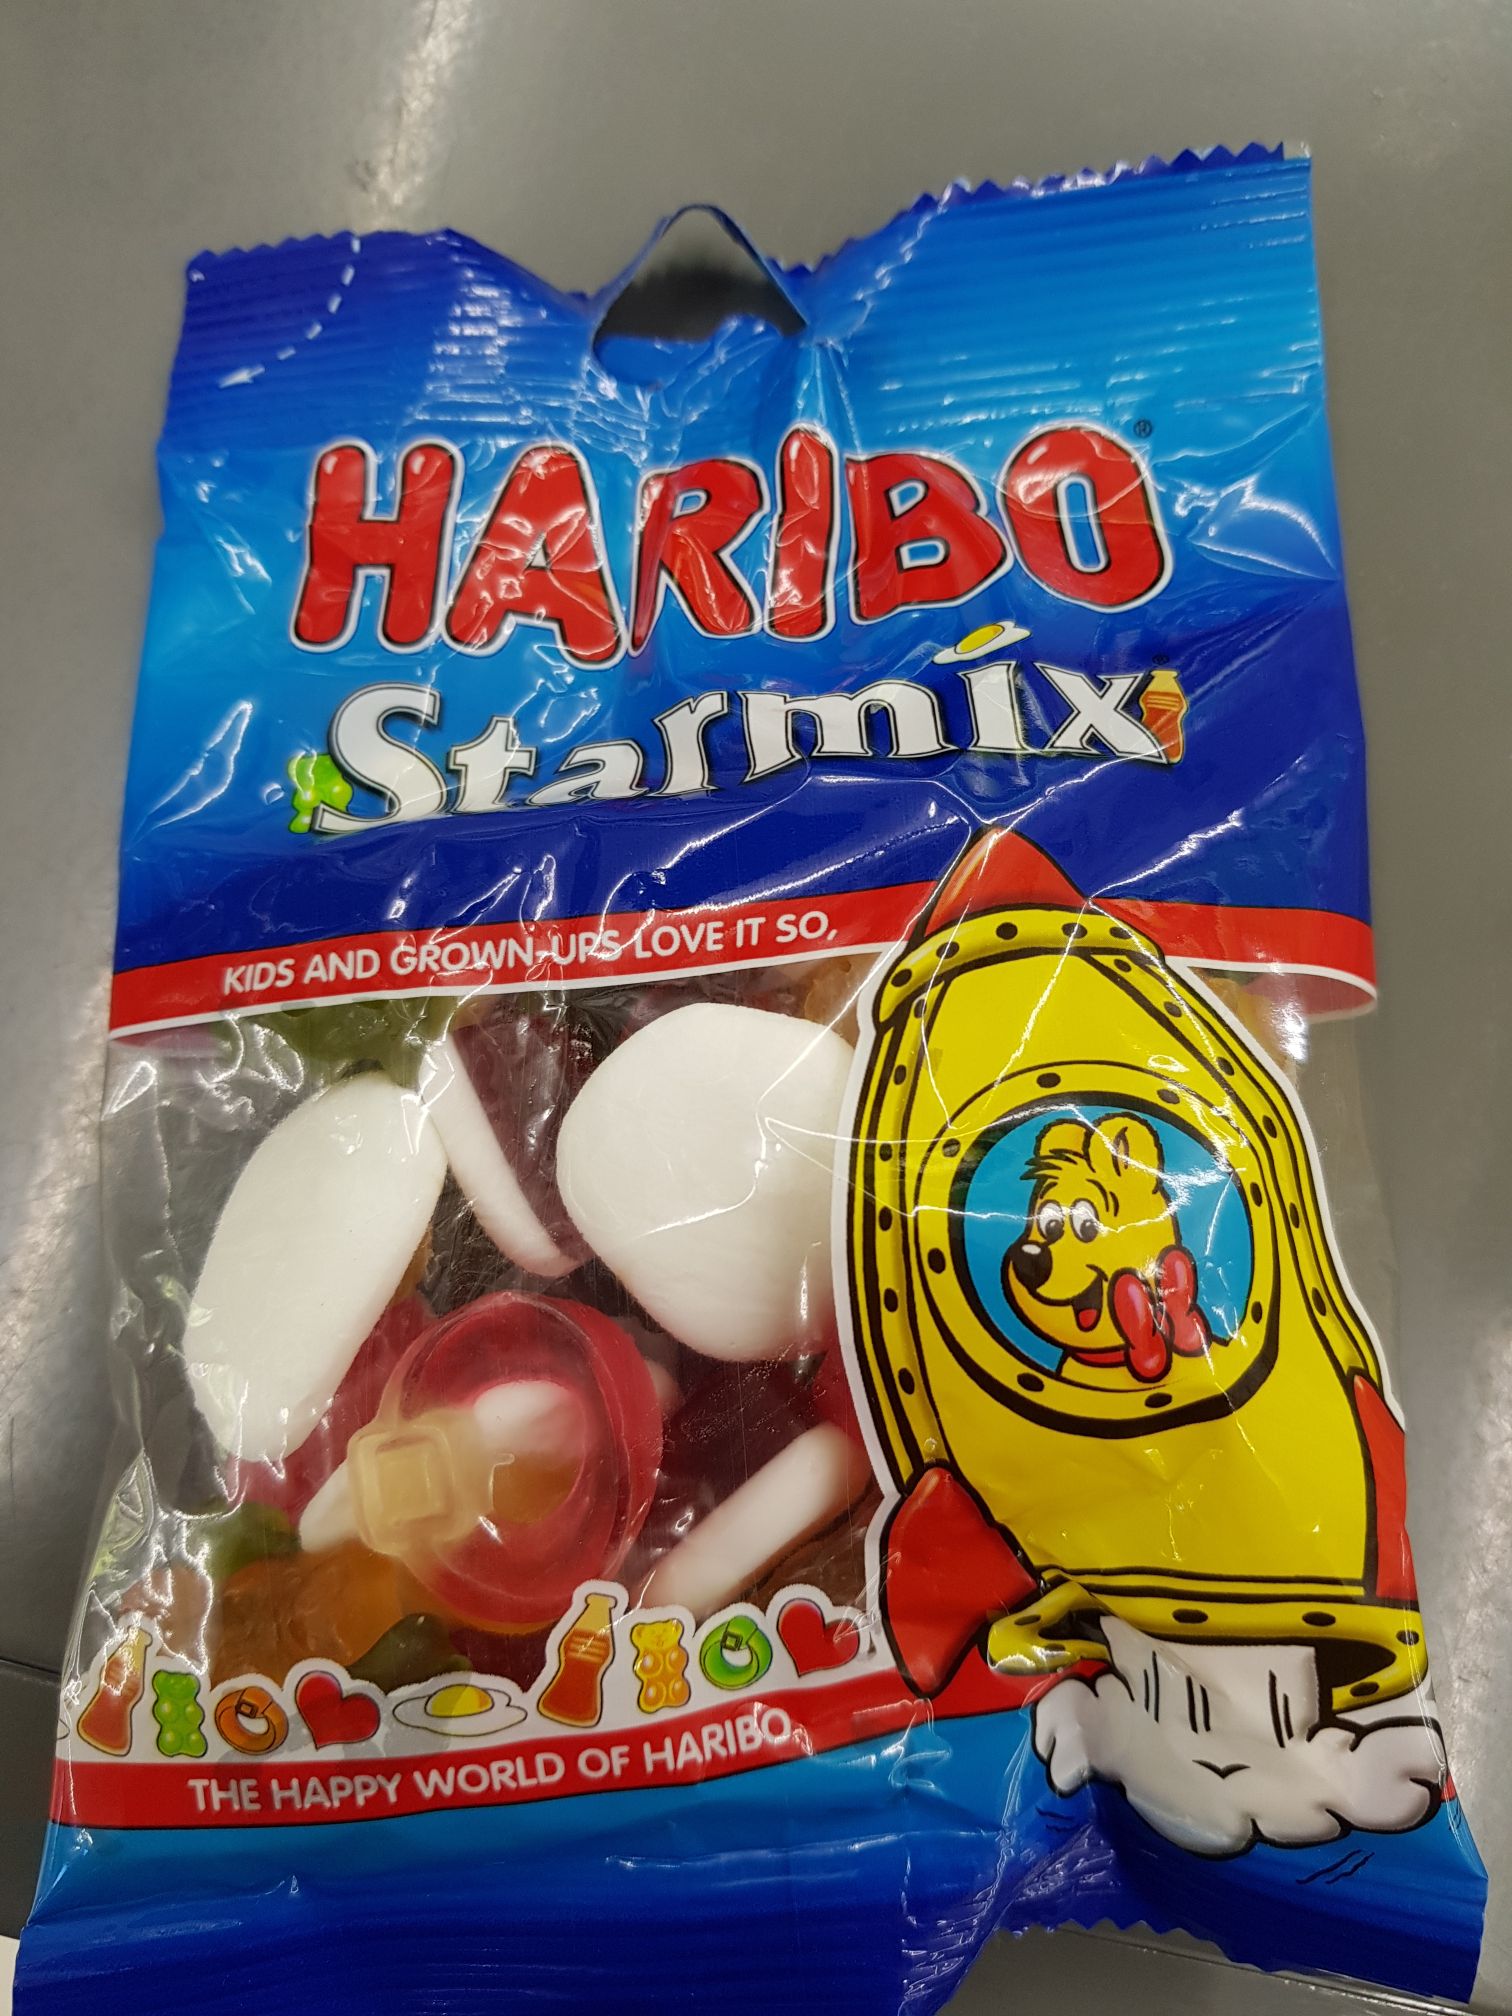 HARIBO®
Starmix®
KIDS AND GROWN-UPS LOVE IT SO,
THE HAPPY WORLD OF HARIBO